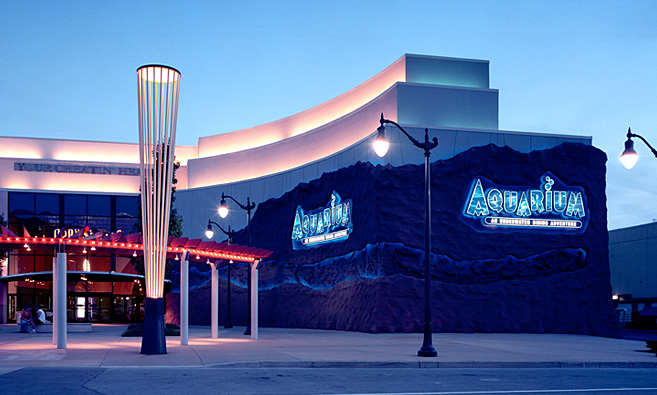 AQUARIUM
AN UNDERWATER DINING ADVENTURE
AQUARIUM
AN UNDERWATER DINING ADVENTURE